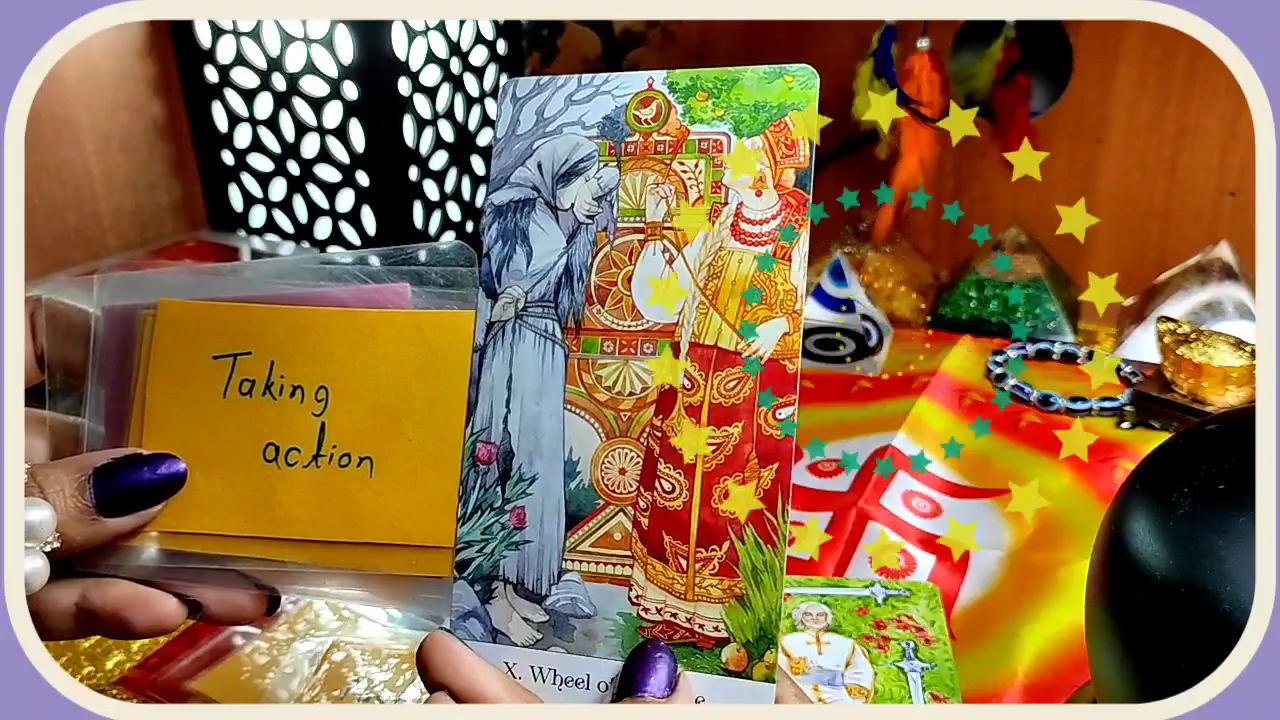 Taking
action
X. Wheel of